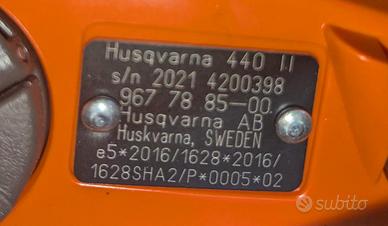 Husqvarna 440 II
s/n 2021 4200398
967 78 85-00
Husqvarna AB
Huskvarna, SWEDEN
e5*2016/1628*2016/
1628SHA2/P*0005*02
subito